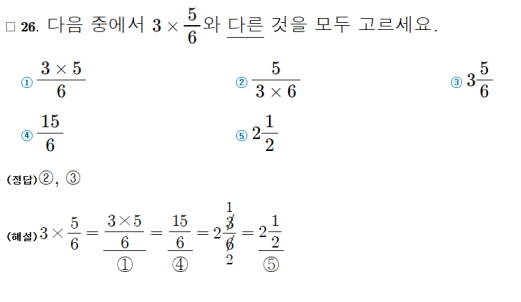 □ 26. 다음 중에서 3 × 5/6 와 다른 것을 모두 고르세요.
① (3 × 5)/6 ② 5/(3 × 6) ③ 3 5/6
④ 15/6 ⑤ 2 1/2
(정답) ②, ③
(해설) 3 × 5/6 = (3×5)/6 = 15/6 = 2 3/6 = 2 1/2
1
2
① ④ ⑤